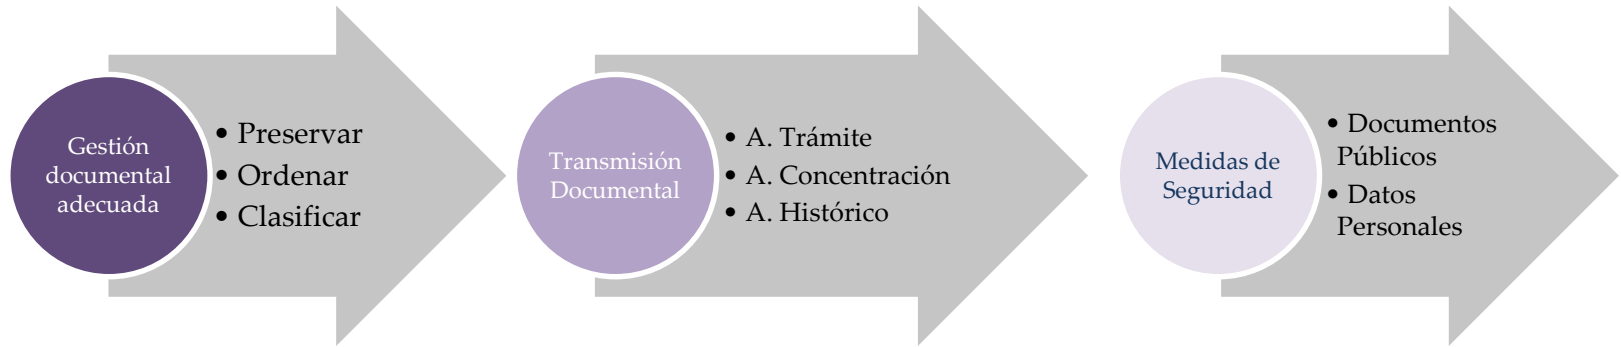 Gestión
documental
adecuada
• Preservar
• Ordenar
• Clasificar
Transmisión
Documental
• A. Trámite
• A. Concentración
• A. Histórico
Medidas de
Seguridad
• Documentos
Públicos
• Datos
Personales